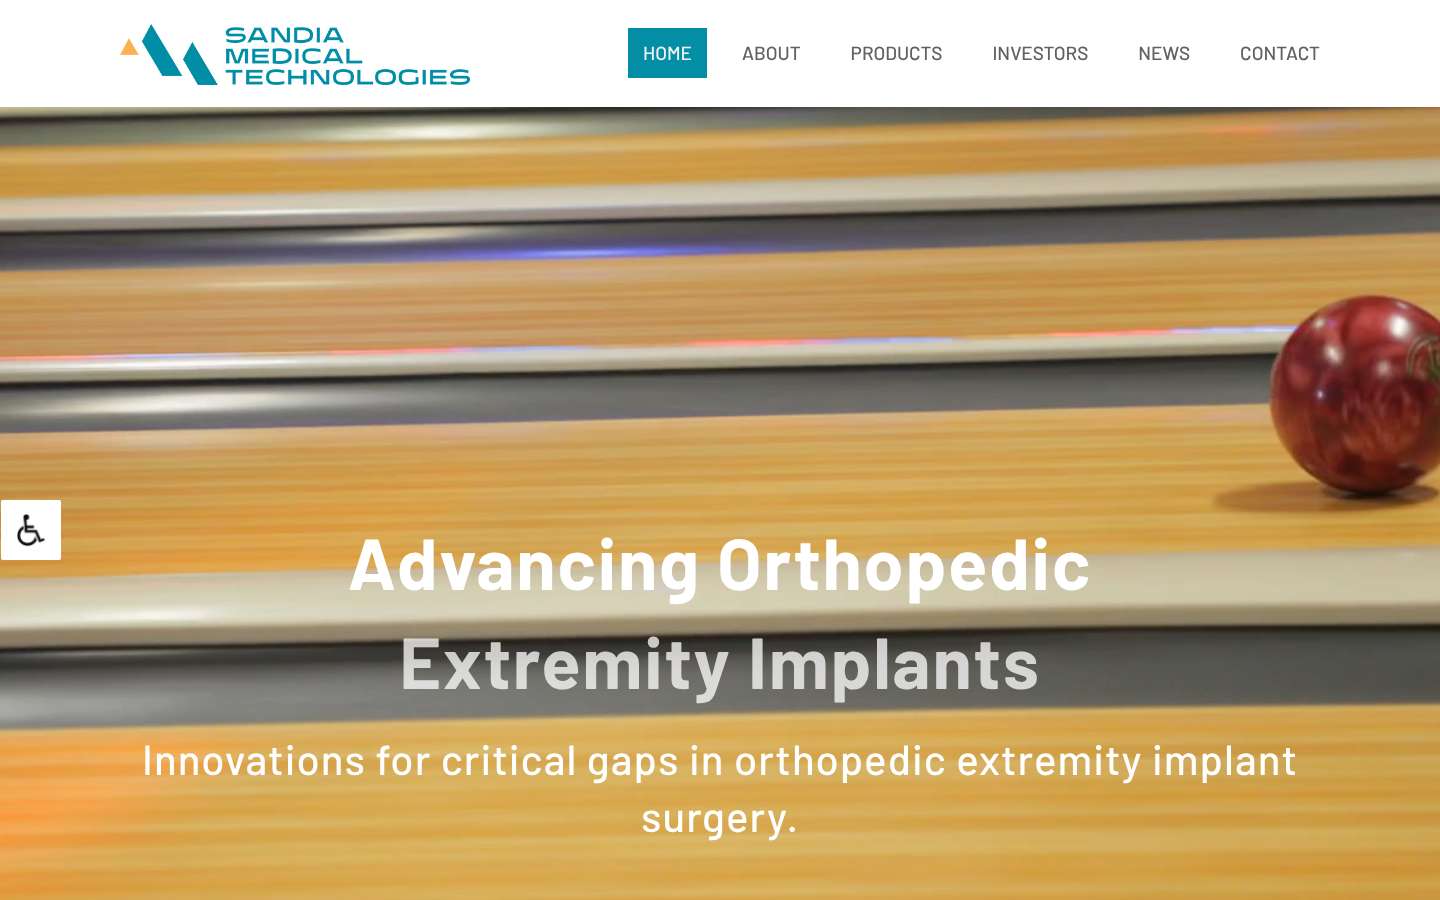 SANDIA
MEDICAL
TECHNOLOGIES
HOME
ABOUT
PRODUCTS
INVESTORS
NEWS
CONTACT
Advancing Orthopedic
Extremity Implants
Innovations for critical gaps in orthopedic extremity implant
surgery.